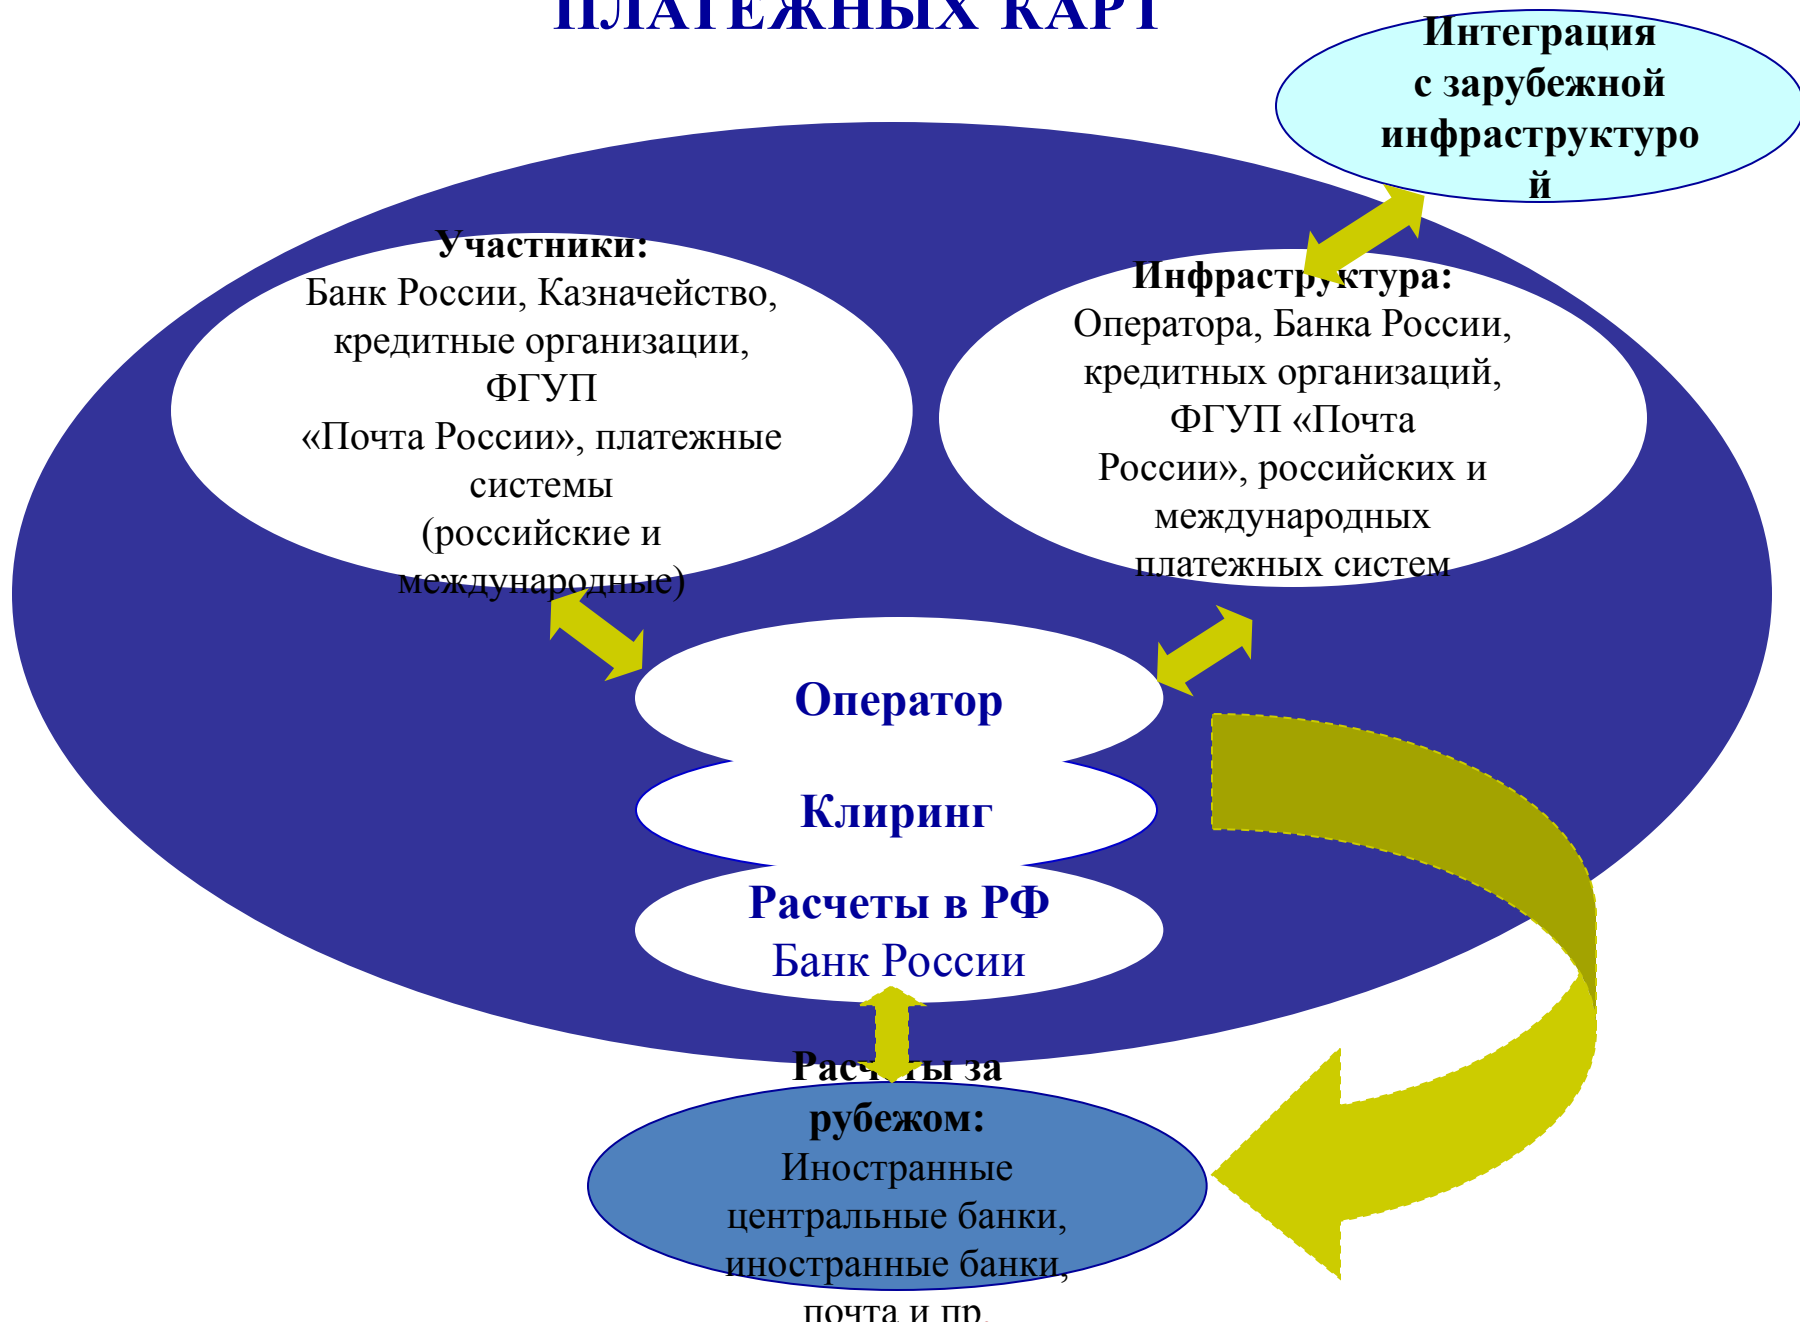 ПЛАТЕЖНЫХ КАРТ
Интеграция
с зарубежной
инфраструктуро
й
Участники:
Банк России, Казначейство,
кредитные организации,
ФГУП
«Почта России», платежные
системы
(российские и
международные)
Инфраструктура:
Оператора, Банка России,
кредитных организаций,
ФГУП «Почта
России», российских и
международных
платежных систем
Оператор
Клиринг
Расчеты в РФ
Банк России
Расчеты за
рубежом:
Иностранные
центральные банки,
иностранные банки,
почта и пр.